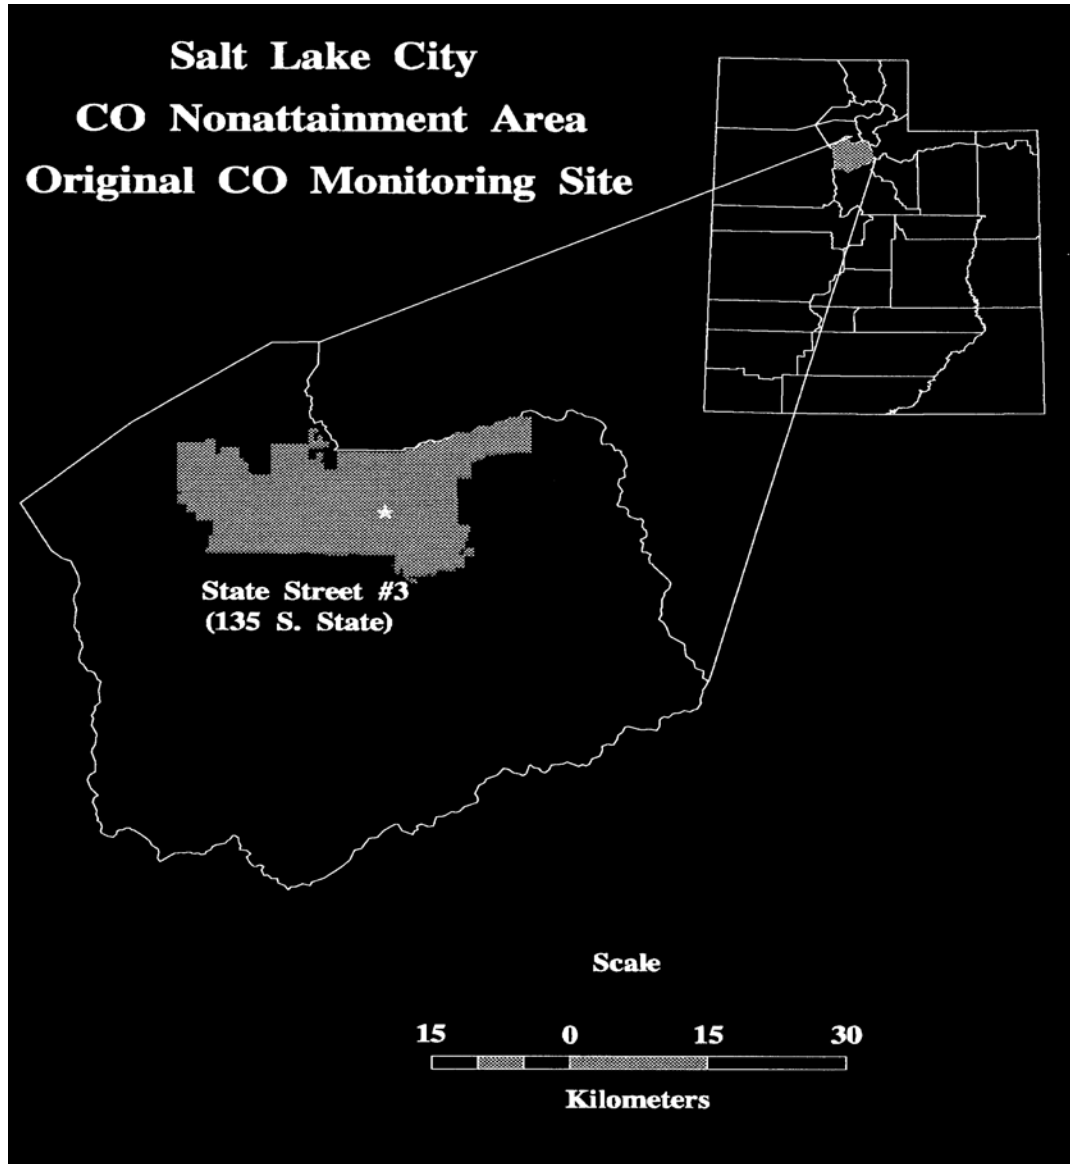 Salt Lake City
CO Nonattainment Area
Original CO Monitoring Site
State Street #3
(135 S. State)
Scale
15 0 15 30
Kilometers